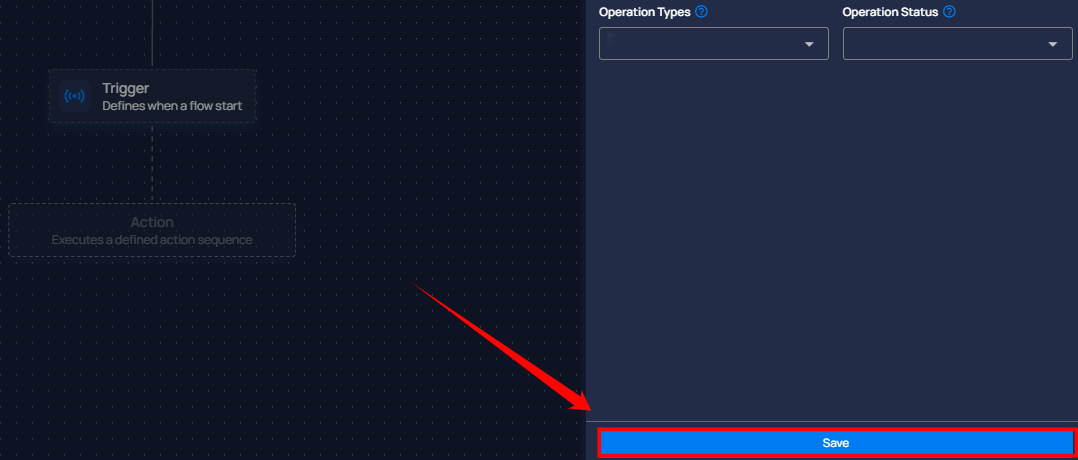 Operation Types
Operation Status
Trigger
Defines when a flow start
Action
Executes a defined action sequence
Save